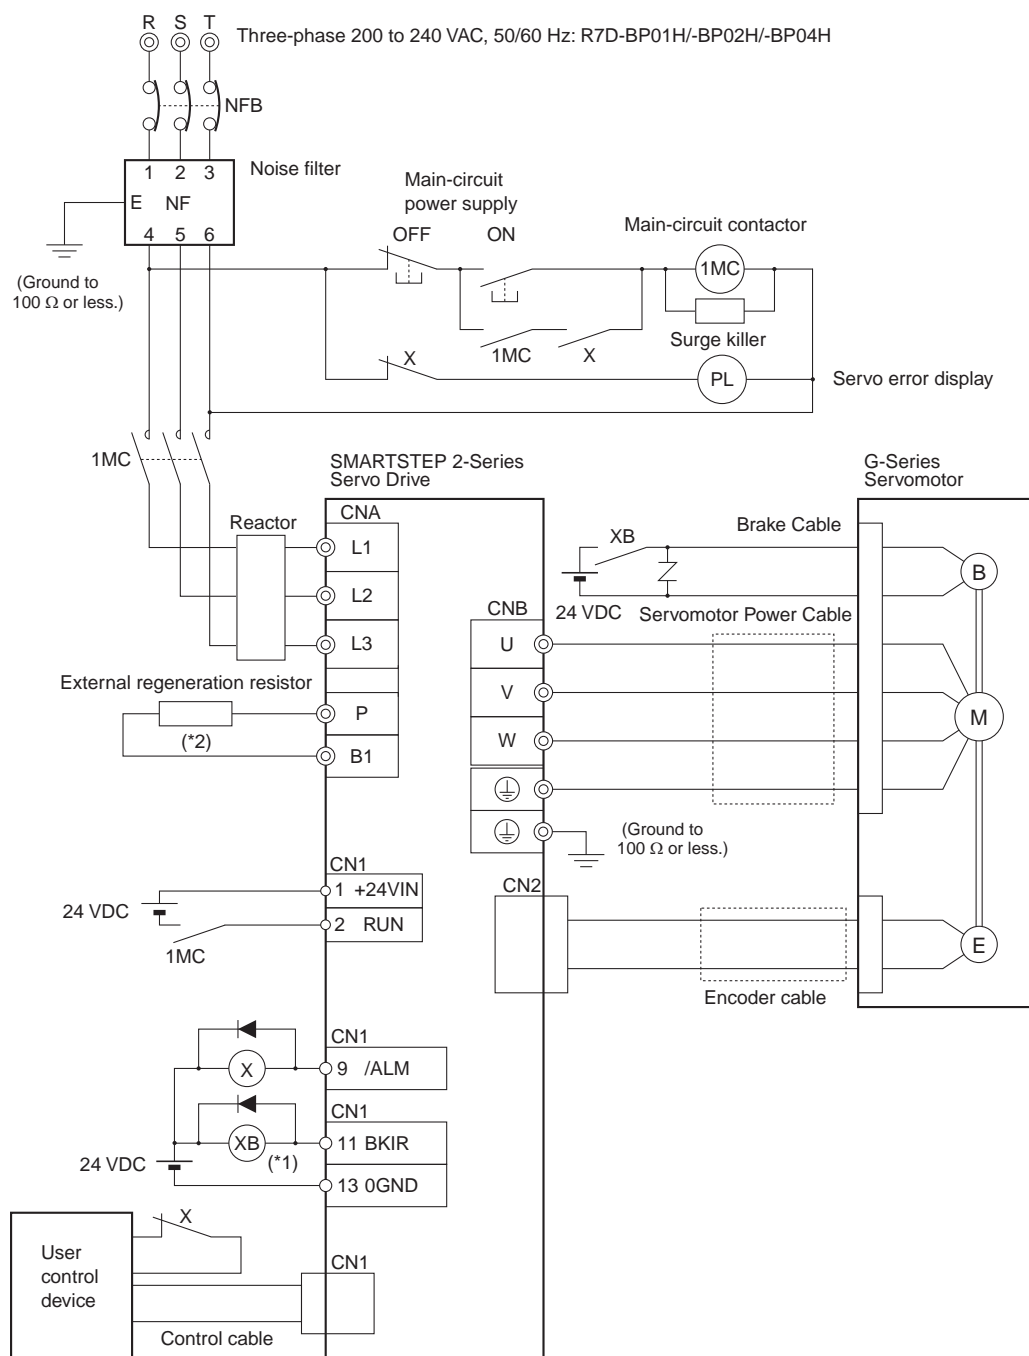 R S T
Three-phase 200 to 240 VAC, 50/60 Hz: R7D-BP01H/-BP02H/-BP04H
NFB
1 2 3
Noise filter
E NF
4 5 6
(Ground to
100 Ω or less.)
Main-circuit
power supply
OFF ON
Main-circuit contactor
1MC
Surge killer
1MC X
X
PL
Servo error display
1MC
SMARTSTEP 2-Series
Servo Drive
G-Series
Servomotor
Reactor
CNA
L1
L2
L3
External regeneration resistor
(*2)
P
B1
XB
Brake Cable
24 VDC
B
Servomotor Power Cable
CNB
U
V
W
M
(Ground to
100 Ω or less.)
CN1
24 VDC
1 +24VIN
2 RUN
1MC
CN2
E
Encoder cable
CN1
X
9 /ALM
CN1
XB
(*1)
11 BKIR
24 VDC
13 0GND
X
User
control
device
CN1
Control cable